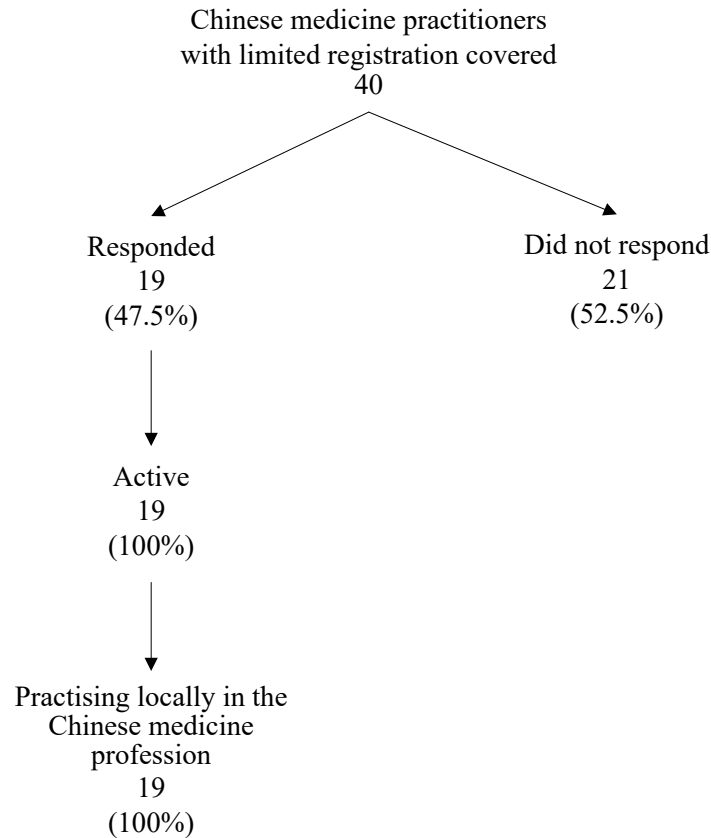 Chinese medicine practitioners
with limited registration covered
40
Responded
19
(47.5%)
Did not respond
21
(52.5%)
Active
19
(100%)
Practising locally in the
Chinese medicine
profession
19
(100%)